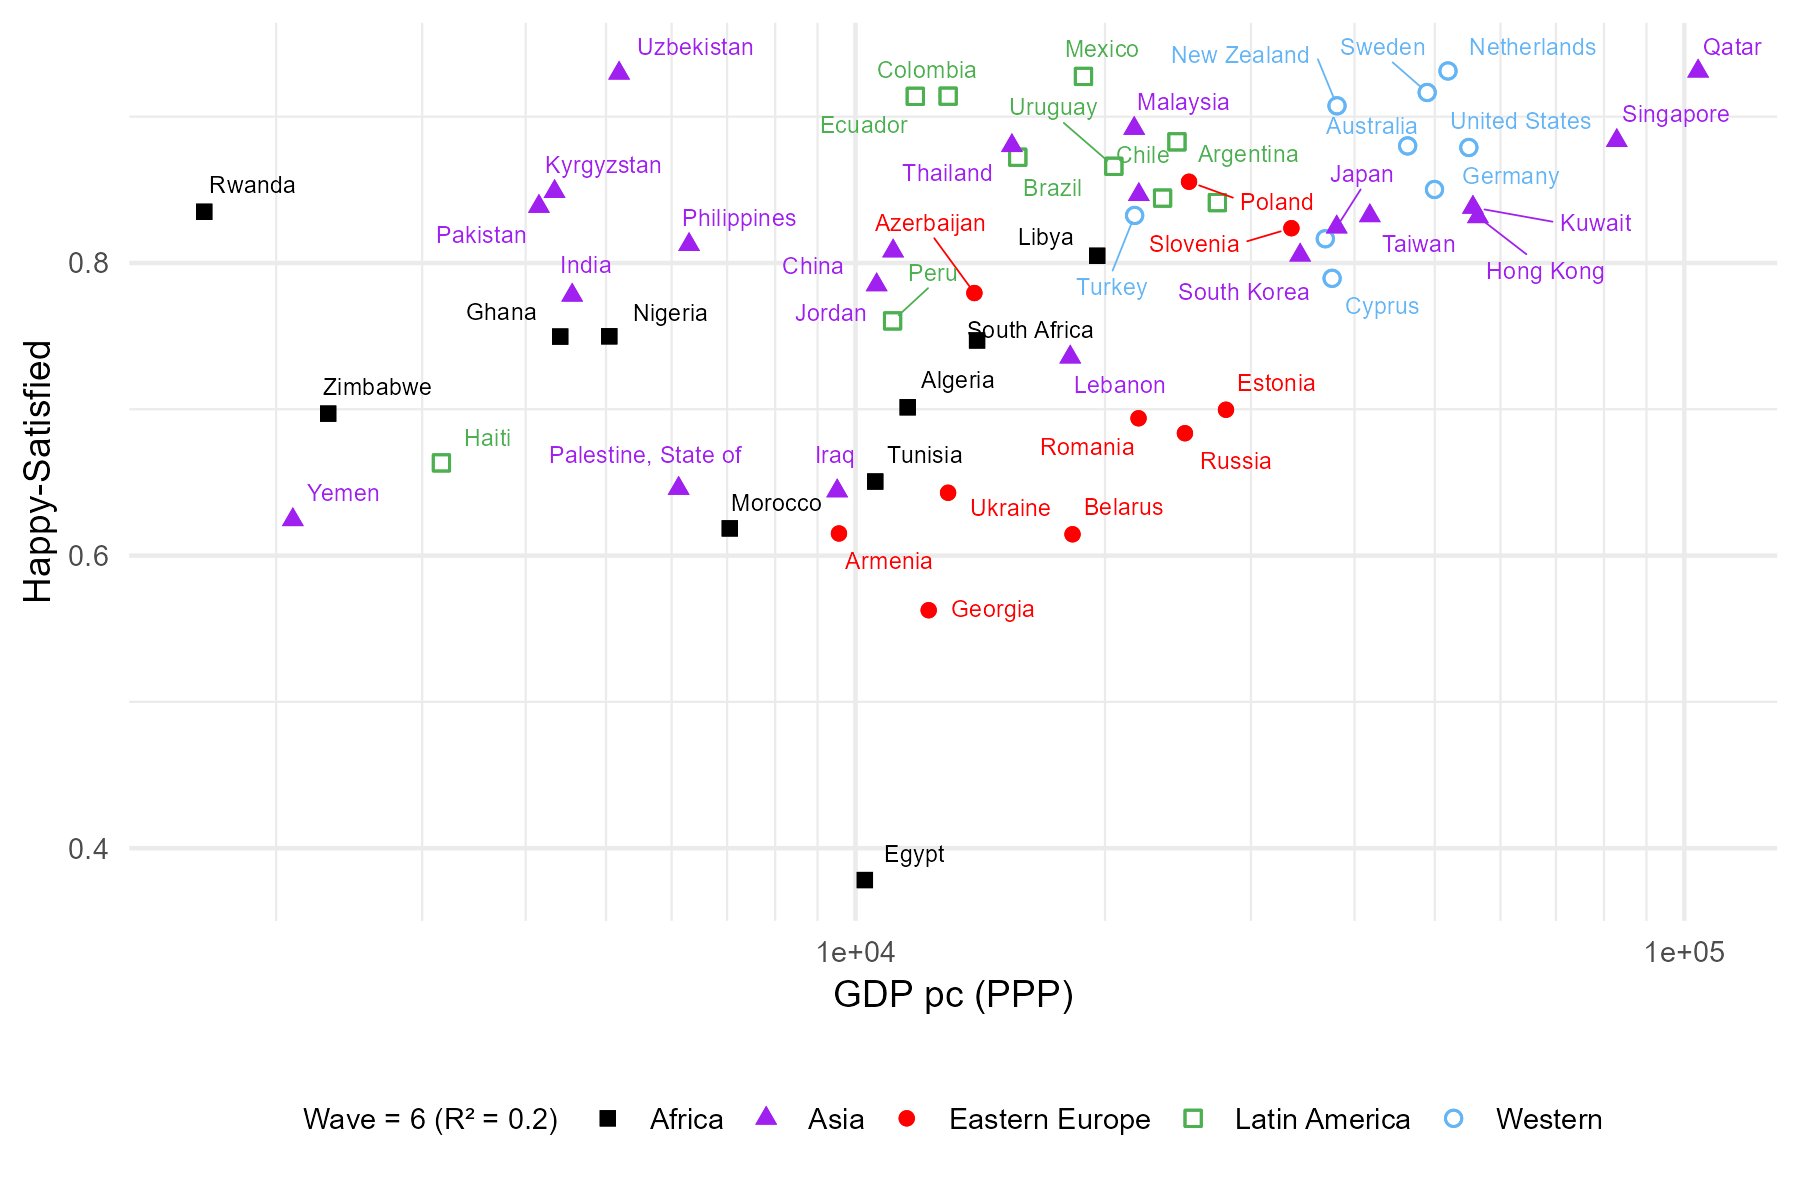 Uzbekistan
Mexico
New Zealand
Sweden
Netherlands
Qatar
Colombia
Malaysia
Uruguay
Ecuador
Australia
United States
Singapore
Kyrgyzstan
Thailand
Chile
Argentina
Rwanda
Brazil
Japan
Germany
Philippines
Poland
Pakistan
Azerbaijan
Libya
Slovenia
Taiwan
Kuwait
India
China
Peru
Turkey
South Korea
Hong Kong
0.8
Ghana
Nigeria
Jordan
South Africa
Cyprus
Zimbabwe
Algeria
Lebanon
Estonia
Haiti
Palestine, State of
Iraq
Tunisia
Romania
Russia
Yemen
Morocco
Ukraine
Belarus
0.6
Armenia
Georgia
Happy-Satisfied
0.4
Egypt
1e+04
1e+05
GDP pc (PPP)
Wave = 6 (R² = 0.2) Africa Asia Eastern Europe Latin America Western